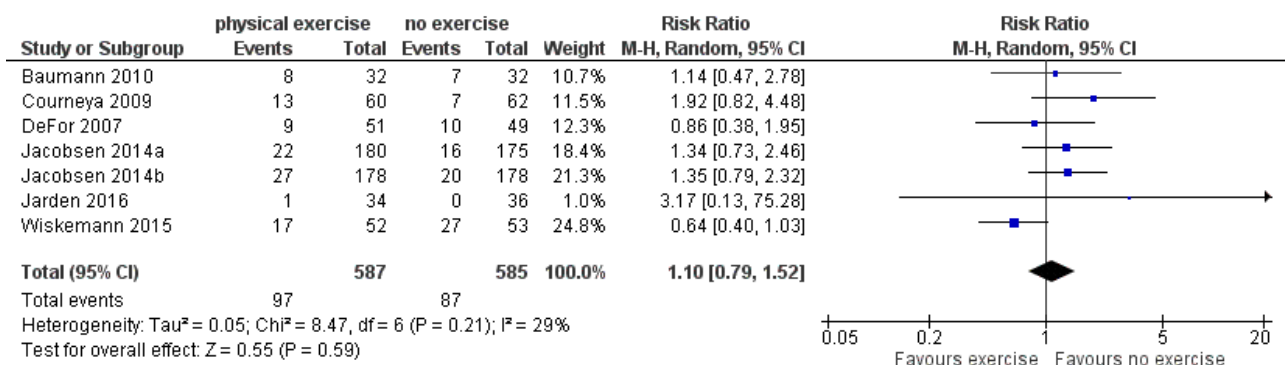 physical exercise no exercise Risk Ratio Risk Ratio
Study or Subgroup Events Total Events Total Weight M-H, Random, 95% CI M-H, Random, 95% CI
Baumann 2010 8 32 7 32 10.7% 1.14 [0.47, 2.78]
Courneya 2009 13 60 7 62 11.5% 1.92 [0.82, 4.48]
DeFor 2007 9 51 10 49 12.3% 0.86 [0.38, 1.95]
Jacobsen 2014a 22 180 16 175 18.4% 1.34 [0.73, 2.46]
Jacobsen 2014b 27 178 20 178 21.3% 1.35 [0.79, 2.32]
Jarden 2016 1 34 0 36 1.0% 3.17 [0.13, 75.28]
Wiskemann 2015 17 52 27 53 24.8% 0.64 [0.40, 1.03]
Total (95% CI) 587 585 100.0% 1.10 [0.79, 1.52]
Total events 97 87
Heterogeneity: Tau² = 0.05; Chi² = 8.47, df = 6 (P = 0.21); I² = 29%
Test for overall effect: Z = 0.55 (P = 0.59)
0.05 0.2 1 5 20
Favours exercise Favours no exercise